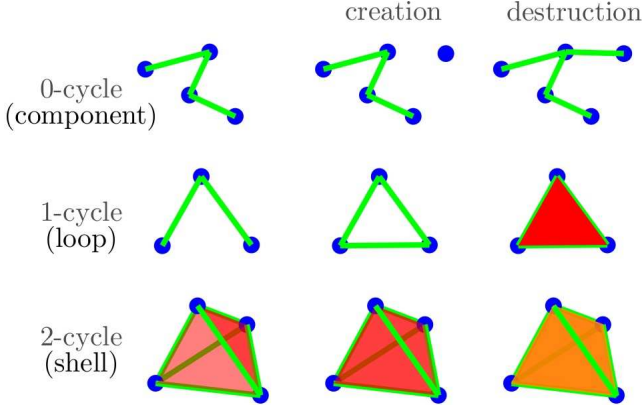 creation destruction
0-cycle
(component)
1-cycle
(loop)
2-cycle
(shell)